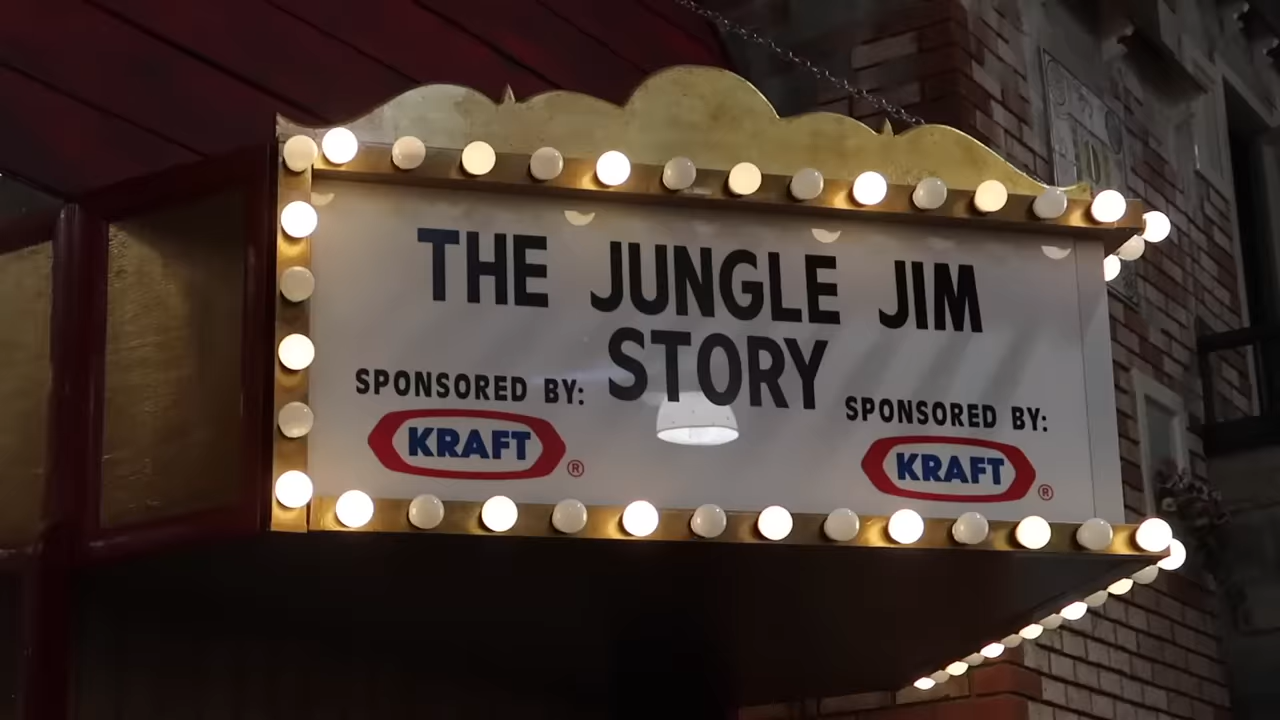 THE JUNGLE JIM
STORY
SPONSORED BY:
KRAFT ®
SPONSORED BY:
KRAFT ®